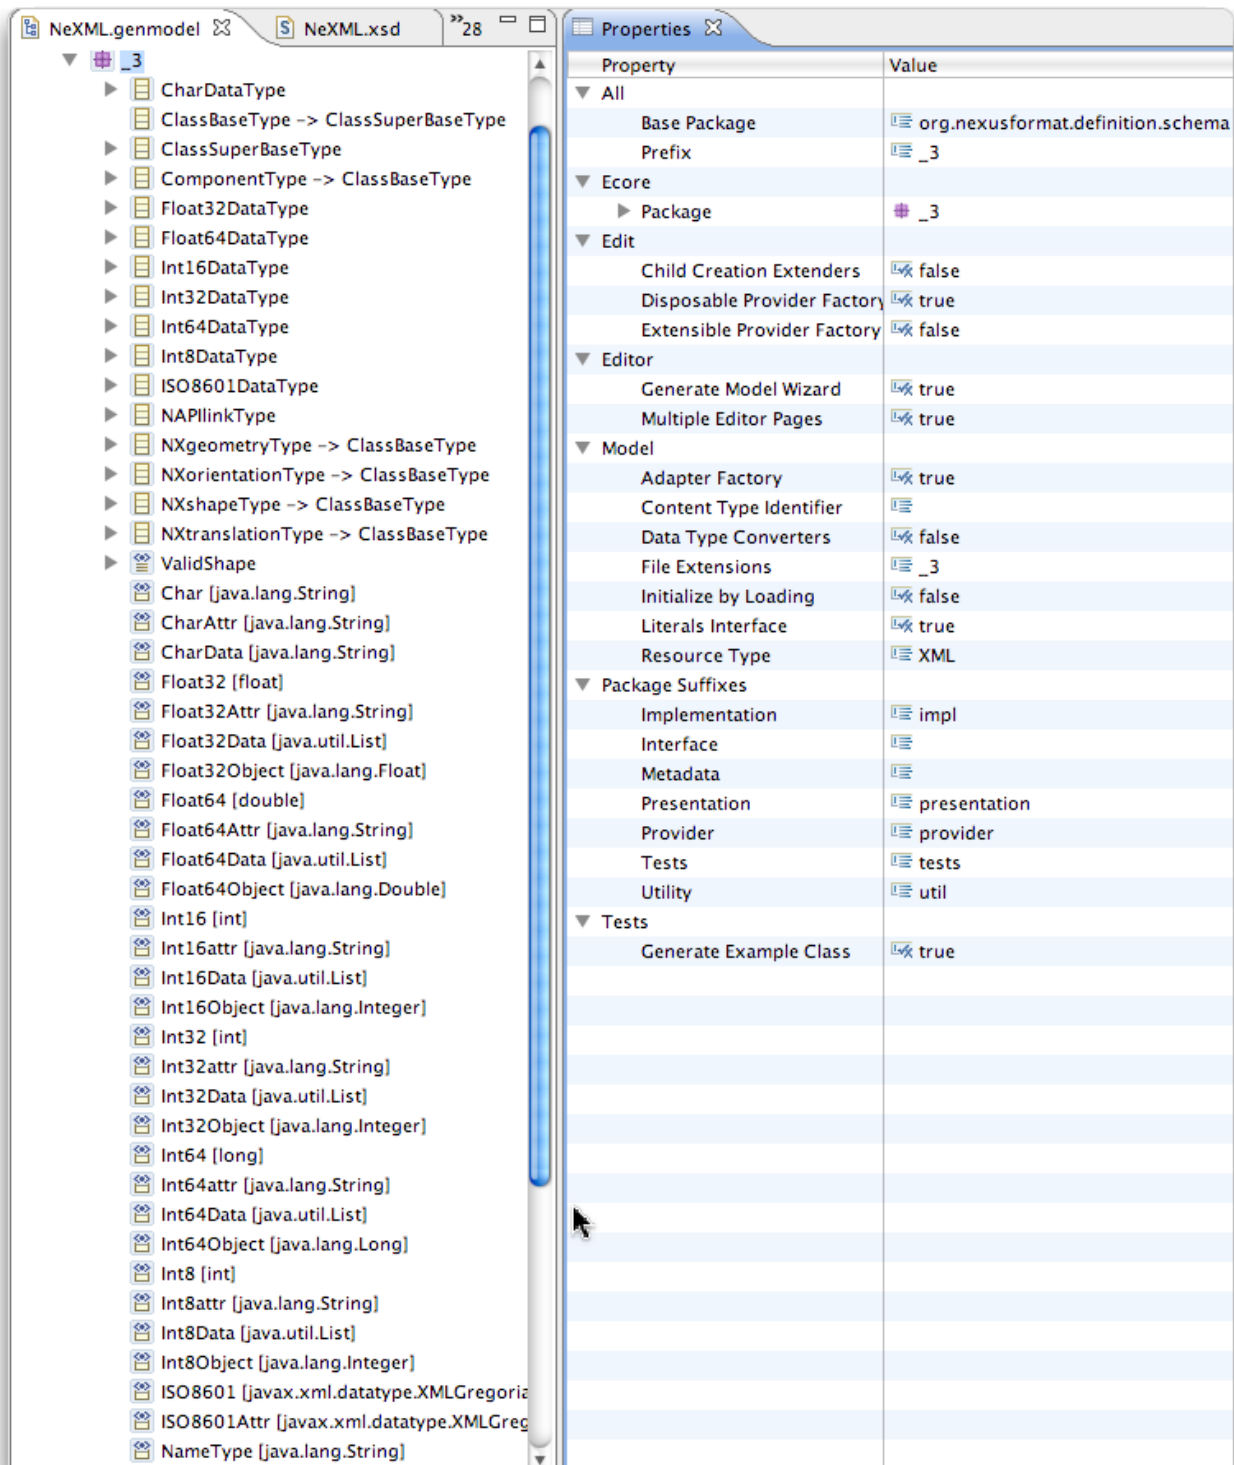 NeXML.genmodel
NeXML.xsd
»28
_3
CharDataType
ClassBaseType -> ClassSuperBaseType
ClassSuperBaseType
ComponentType -> ClassBaseType
Float32DataType
Float64DataType
Int16DataType
Int32DataType
Int64DataType
Int8DataType
ISO8601DataType
NAPIlinkType
NXgeometryType -> ClassBaseType
NXorientationType -> ClassBaseType
NXshapeType -> ClassBaseType
NXtranslationType -> ClassBaseType
ValidShape
Char [java.lang.String]
CharAttr [java.lang.String]
CharData [java.lang.String]
Float32 [float]
Float32Attr [java.lang.String]
Float32Data [java.util.List]
Float32Object [java.lang.Float]
Float64 [double]
Float64Attr [java.lang.String]
Float64Data [java.util.List]
Float64Object [java.lang.Double]
Int16 [int]
Int16attr [java.lang.String]
Int16Data [java.util.List]
Int16Object [java.lang.Integer]
Int32 [int]
Int32attr [java.lang.String]
Int32Data [java.util.List]
Int32Object [java.lang.Integer]
Int64 [long]
Int64attr [java.lang.String]
Int64Data [java.util.List]
Int64Object [java.lang.Long]
Int8 [int]
Int8attr [java.lang.String]
Int8Data [java.util.List]
Int8Object [java.lang.Integer]
ISO8601 [javax.xml.datatype.XMLGregoria
ISO8601Attr [javax.xml.datatype.XMLGreg
NameType [java.lang.String]
Properties
Property Value
All
Base Package org.nexusformat.definition.schema
Prefix _3
Ecore
Package _3
Edit
Child Creation Extenders false
Disposable Provider Factory true
Extensible Provider Factory false
Editor
Generate Model Wizard true
Multiple Editor Pages true
Model
Adapter Factory true
Content Type Identifier
Data Type Converters false
File Extensions _3
Initialize by Loading false
Literals Interface true
Resource Type XML
Package Suffixes
Implementation impl
Interface
Metadata
Presentation presentation
Provider provider
Tests tests
Utility util
Tests
Generate Example Class true